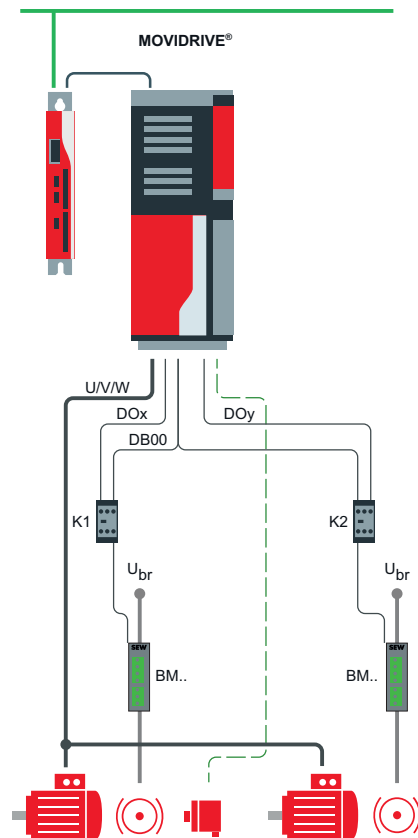 MOVIDRIVE®
U/V/W
DOx
DOy
DB00
K1
K2
Ubr
Ubr
SEW
SEW
BM..
BM..